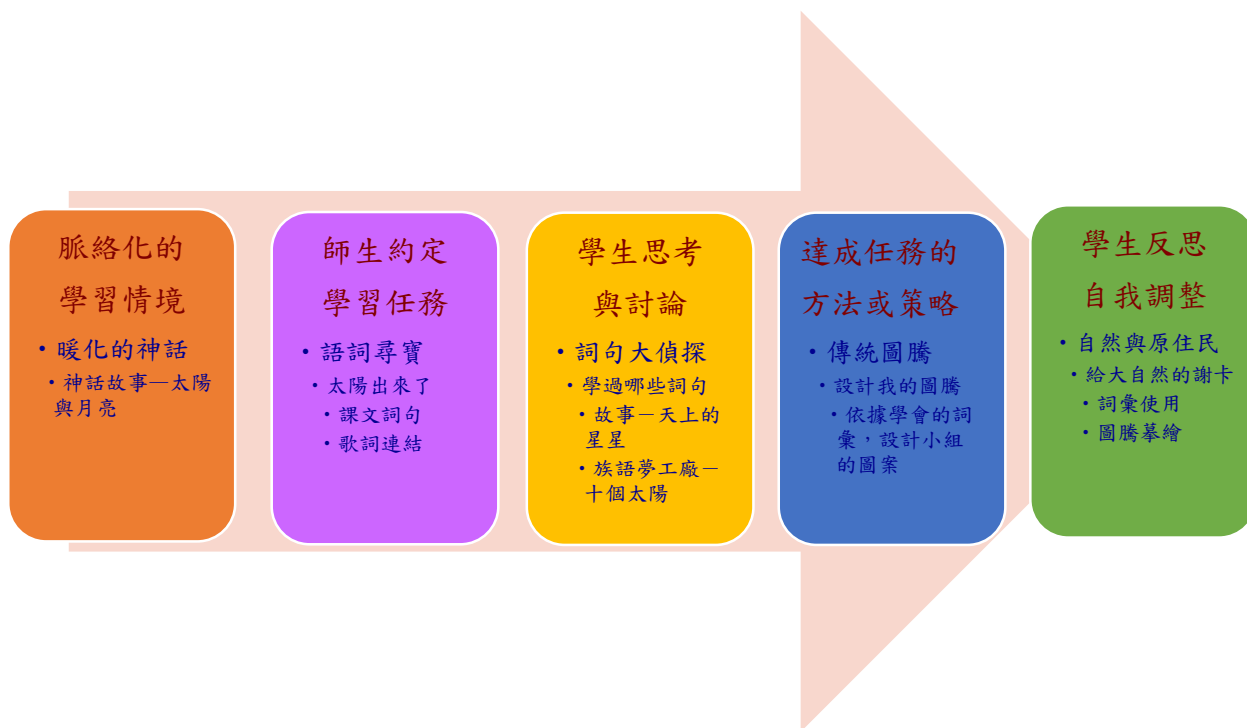 脈絡化的
學習情境
・暖化的神話
・神話故事—太陽
與月亮
師生約定
學習任務
・語詞尋寶
・太陽出來了
・課文詞句
・歌詞連結
學生思考
與討論
・詞句大偵探
・學過哪些詞句
・故事—天上的
星星
・族語夢工廠—
十個太陽
達成任務的
方法或策略
・傳統圖騰
・設計我的圖騰
・依據學會的詞
彙，設計小組
的圖案
學生反思
自我調整
・自然與原住民
・給大自然的謝卡
・詞彙使用
・圖騰摹繪